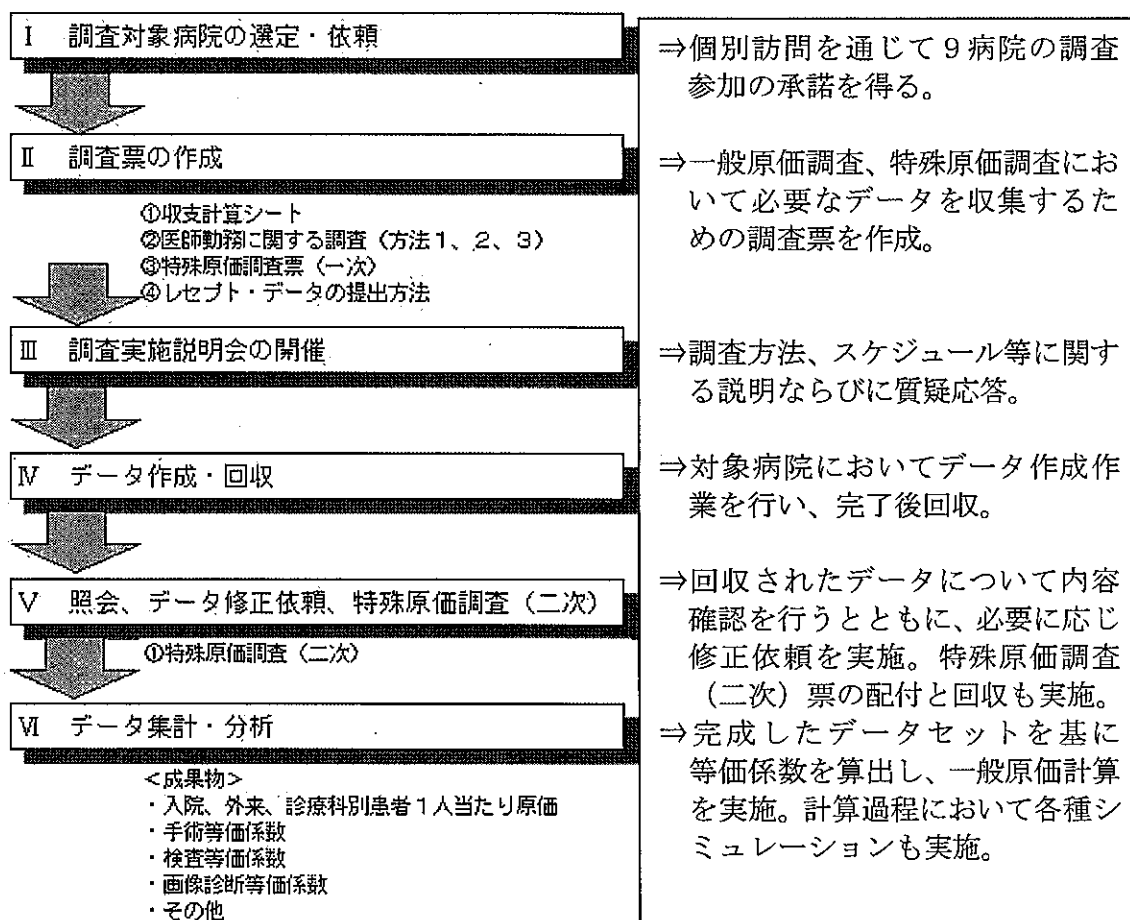 Ⅰ 調査対象病院の選定・依頼
⇒個別訪問を通じて9病院の調査
参加の承諾を得る。
Ⅱ 調査票の作成
①収支計算シート
②医師勤務に関する調査（方法1、2、3）
③特殊原価調査票（一次）
④レセプト・データの提出方法
⇒一般原価調査、特殊原価調査にお
いて必要なデータを収集するた
めの調査票を作成。
Ⅲ 調査実施説明会の開催
⇒調査方法、スケジュール等に関す
る説明ならびに質疑応答。
Ⅳ データ作成・回収
⇒対象病院においてデータ作成作
業を行い、完了後回収。
Ⅴ 照会、データ修正依頼、特殊原価調査（二次）
①特殊原価調査（二次）
⇒回収されたデータについて内容
確認を行うとともに、必要に応じ
修正依頼を実施。特殊原価調査
（二次）票の配付と回収も実施。
Ⅵ データ集計・分析
＜成果物＞
・入院、外来、診療科別患者1人当たり原価
・手術等価係数
・検査等価係数
・画像診断等価係数
・その他
⇒完成したデータセットを基に
等価係数を算出し、一般原価計算
を実施。計算過程において各種シ
ミュレーションも実施。